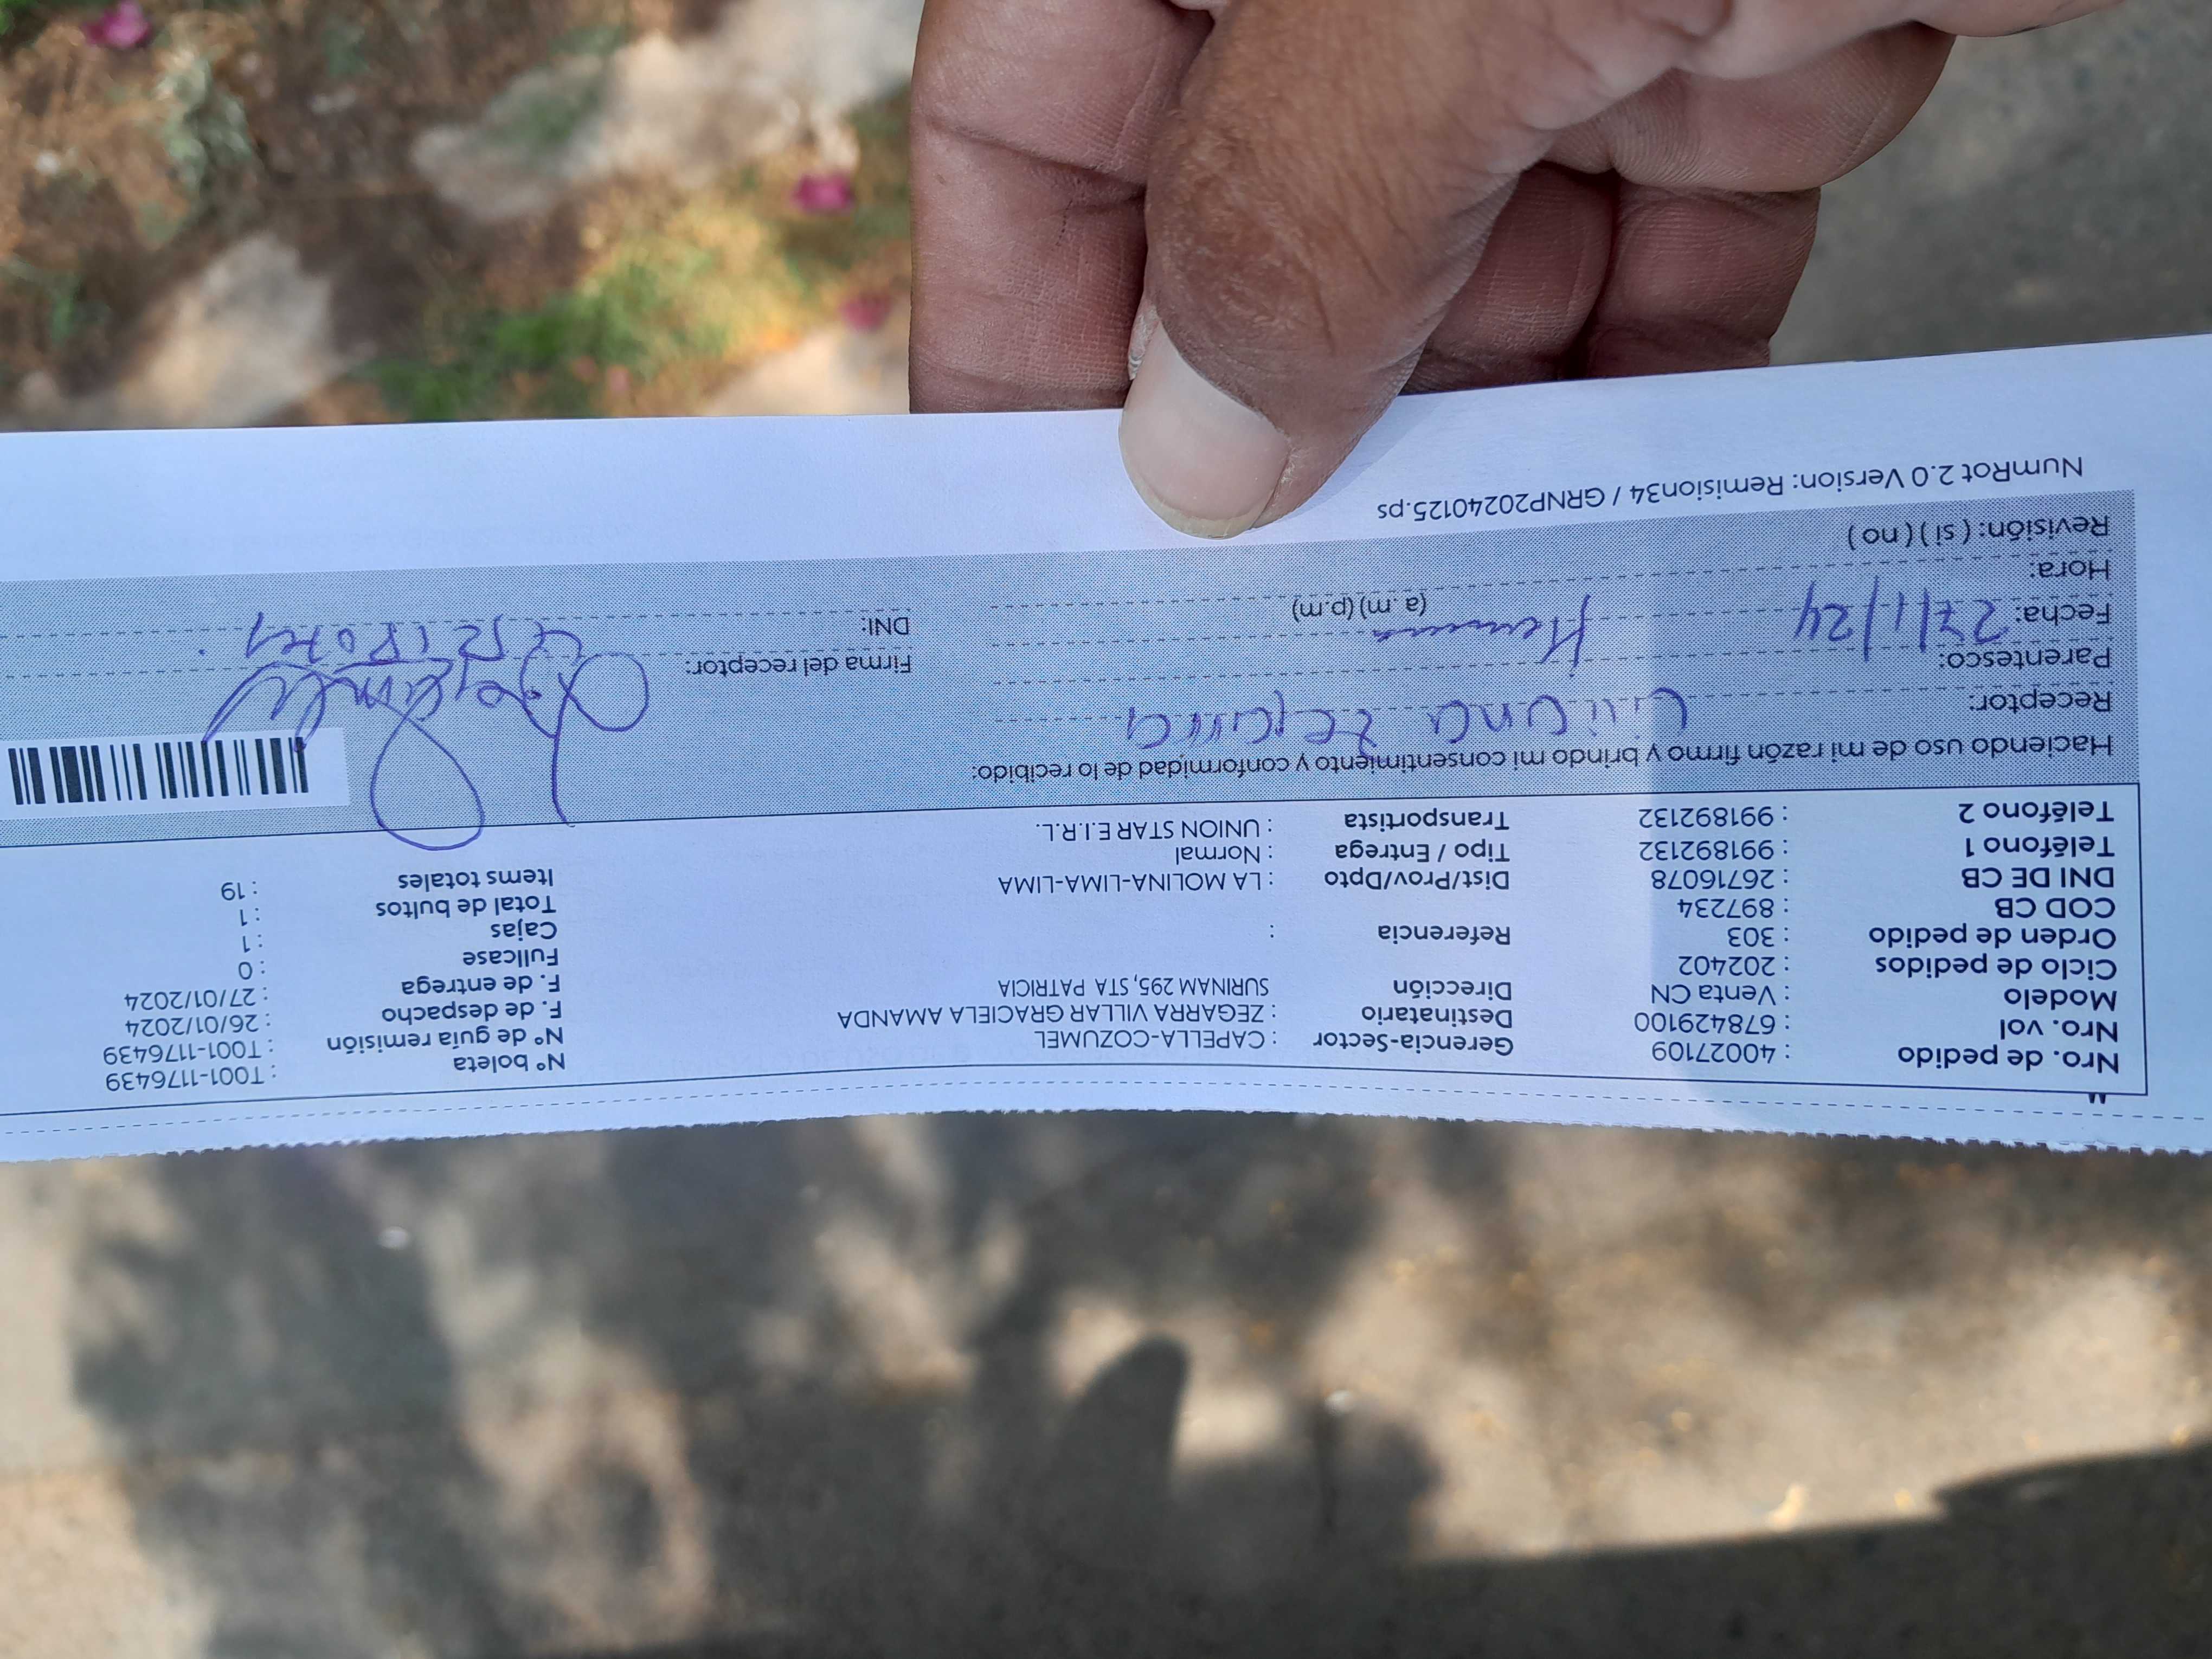 Nro. de pedido : 40027109 Gerencia-Sector : CAPELLA-COZUMEL N° boleta : T001-1176439
Nro. vol : 678429100 Destinatario : ZEGARRA VILLAR GRACIELA AMANDA N° de guía remisión : T001-1176439
Modelo : Venta CN Dirección SURINAM 295, STA PATRICIA F. de despacho : 26/01/2024
Ciclo de pedidos : 202402 F. de entrega : 27/01/2024
Orden de pedido : 303 Referencia : Fullcase : 0
COD CB : 897234 Cajas : 1
DNI DE CB : 26716078 Dist/Prov/Dpto : LA MOLINA-LIMA-LIMA Total de bultos : 1
Teléfono 1 : 991892132 Tipo / Entrega : Normal Items totales : 19
Teléfono 2 : 991892132 Transportista : UNION STAR E.I.R.L.
Haciendo uso de mi razón firmo y brindo mi consentimiento y conformidad de lo recibido:
Receptor: Liliana Zegarra
Parentesco: Hermana Firma del receptor:
Fecha: 27/1/24 DNI:
Hora: (a .m) (p.m)
Revisión: ( si ) ( no )
NumRot 2.0 Version: Remision34 / GRNP20240125.ps